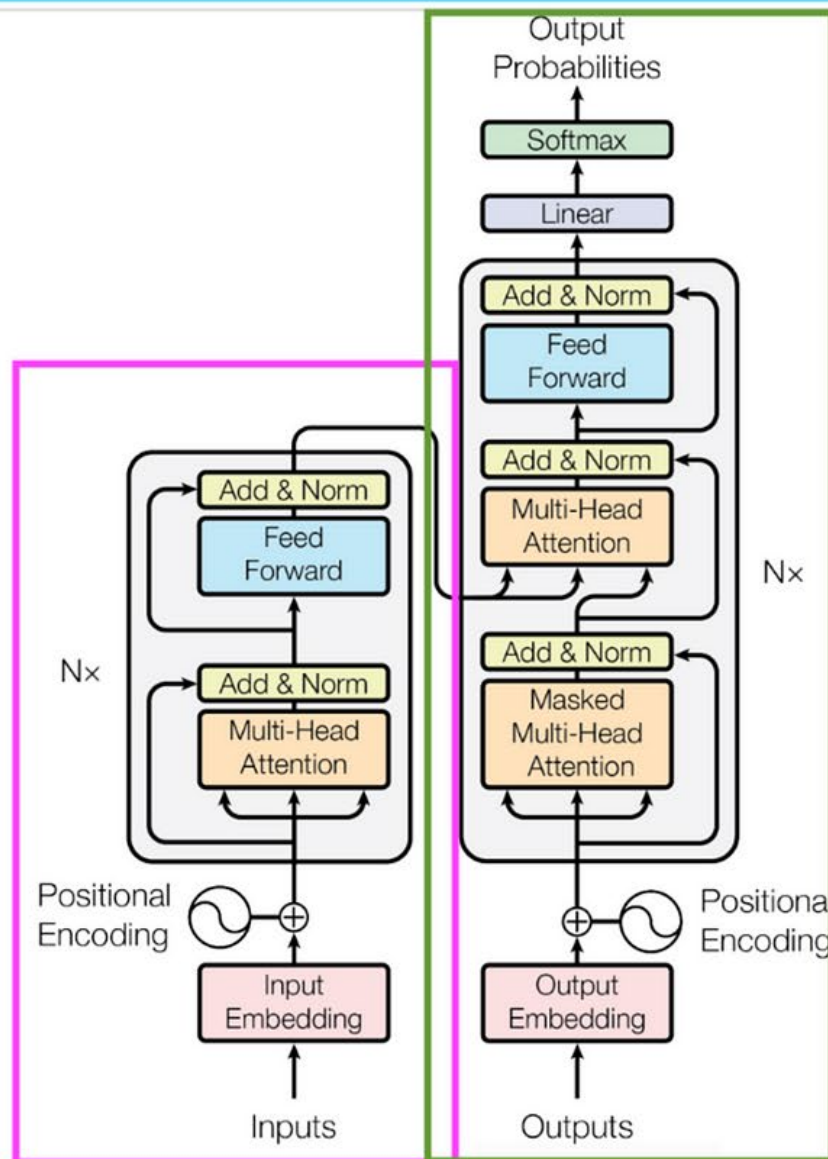 Output
Probabilities
Softmax
Linear
Add & Norm
Feed
Forward
Add & Norm
Multi-Head
Attention
Nx
Add & Norm
Masked
Multi-Head
Attention
Positional
Encoding
Output
Embedding
Outputs
Add & Norm
Feed
Forward
Nx
Add & Norm
Multi-Head
Attention
Positional
Encoding
Input
Embedding
Inputs